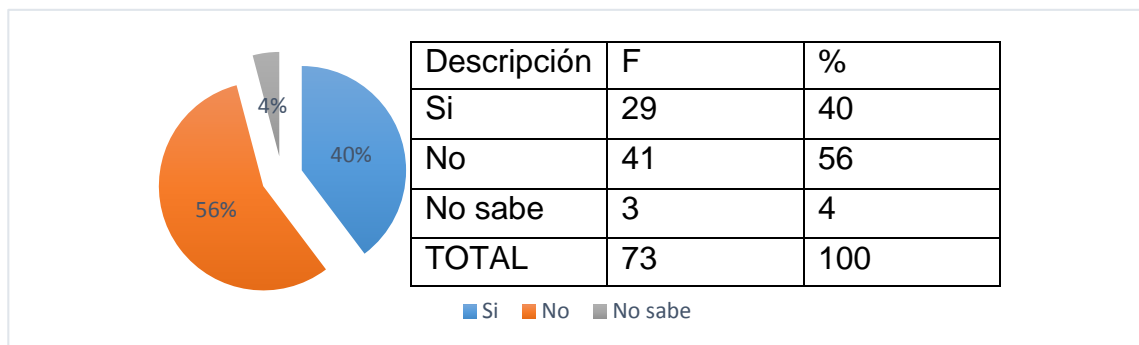 4%
40%
56%
Descripción F %
Si 29 40
No 41 56
No sabe 3 4
TOTAL 73 100
Si No No sabe